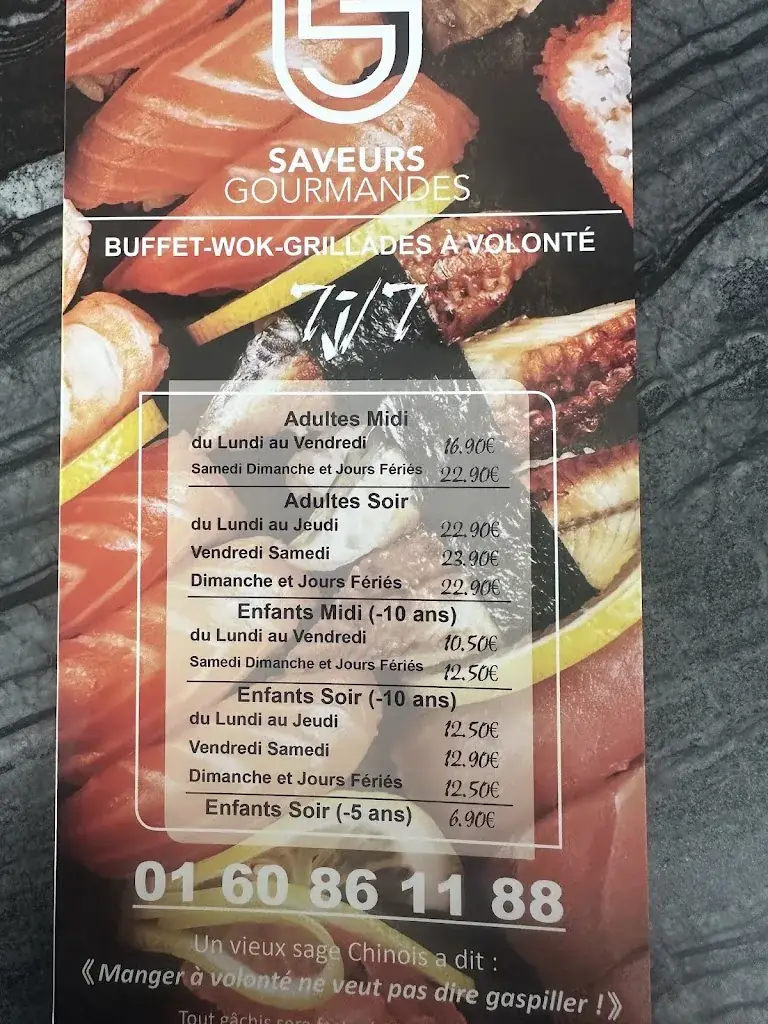 SAVEURS
GOURMANDES
BUFFET-WOK-GRILLADES À VOLONTÉ
7j/7
Adultes Midi
du Lundi au Vendredi 16.90€
Samedi Dimanche et Jours Fériés 22.90€
Adultes Soir
du Lundi au Jeudi 22.90€
Vendredi Samedi 23.90€
Dimanche et Jours Fériés 22.90€
Enfants Midi (-10 ans)
du Lundi au Vendredi 10.50€
Samedi Dimanche et Jours Fériés 12.50€
Enfants Soir (-10 ans)
du Lundi au Jeudi 12.50€
Vendredi Samedi 12.90€
Dimanche et Jours Fériés 12.50€
Enfants Soir (-5 ans) 6.90€
01 60 86 11 88
Un vieux sage Chinois a dit :
《Manger à volonté ne veut pas dire gaspiller !》
Tout gâchis sera